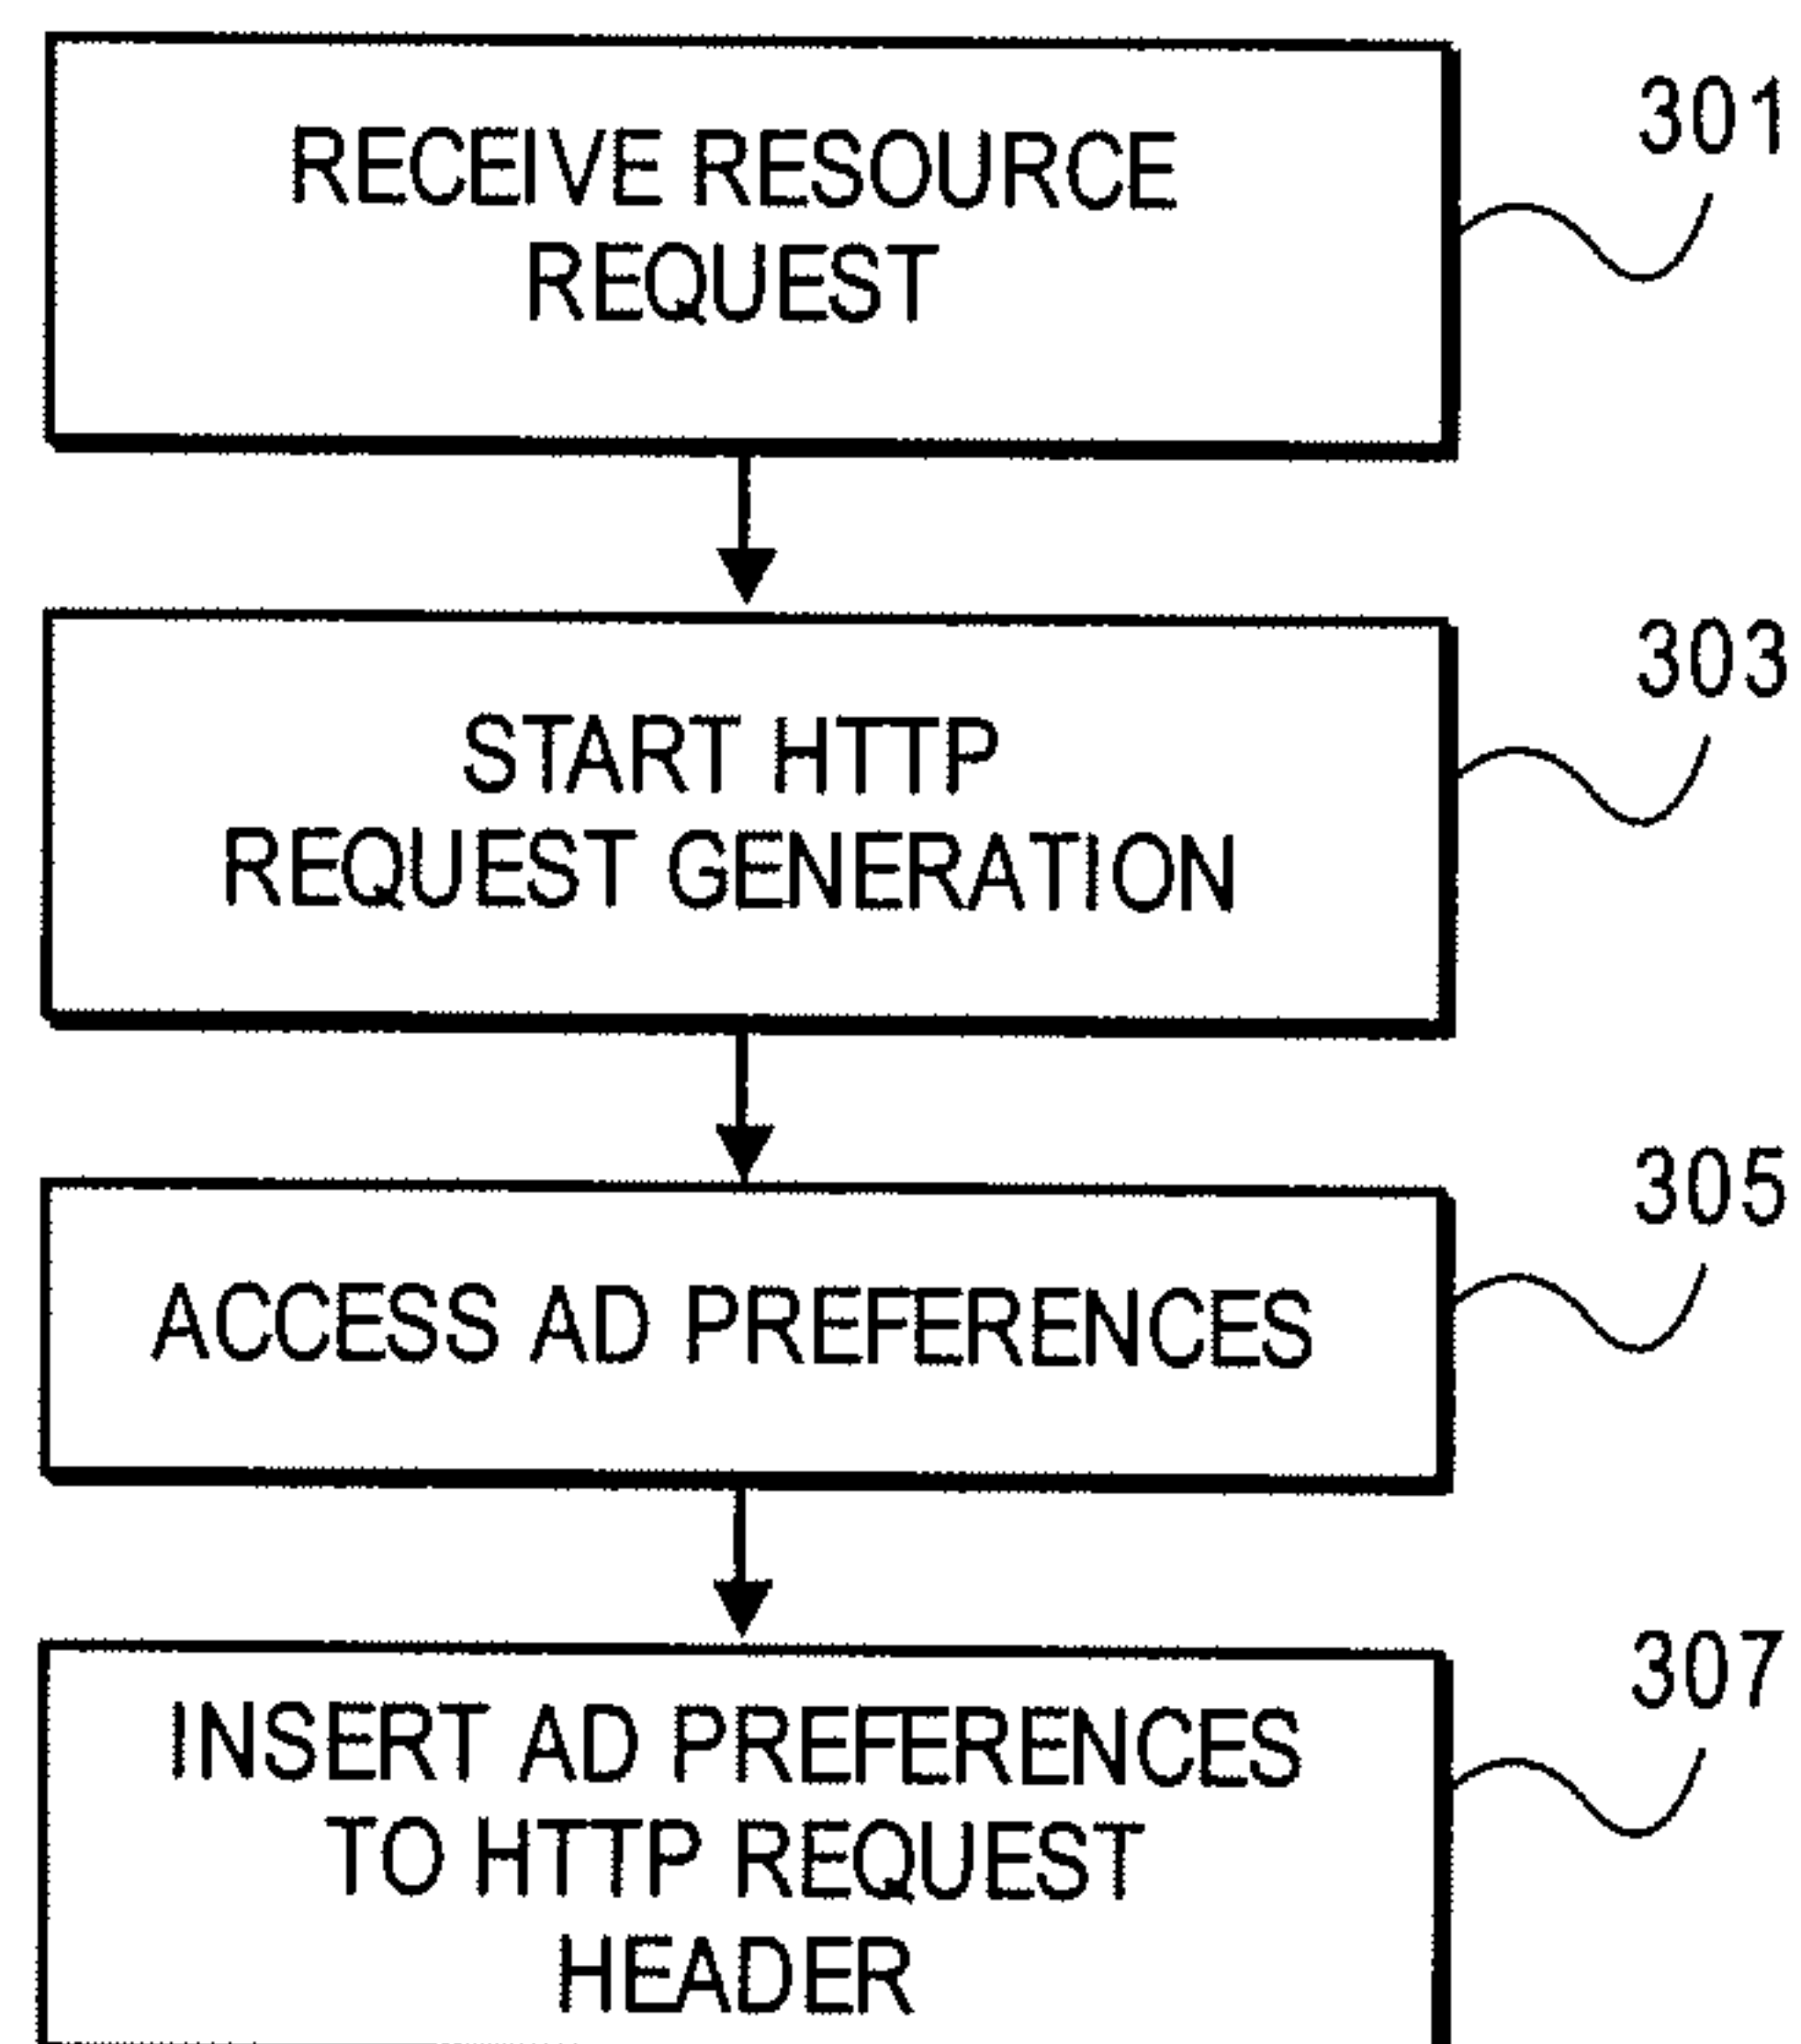 RECEIVE RESOURCE
REQUEST
301
START HTTP
REQUEST GENERATION
303
ACCESS AD PREFERENCES
305
INSERT AD PREFERENCES
TO HTTP REQUEST
HEADER
307